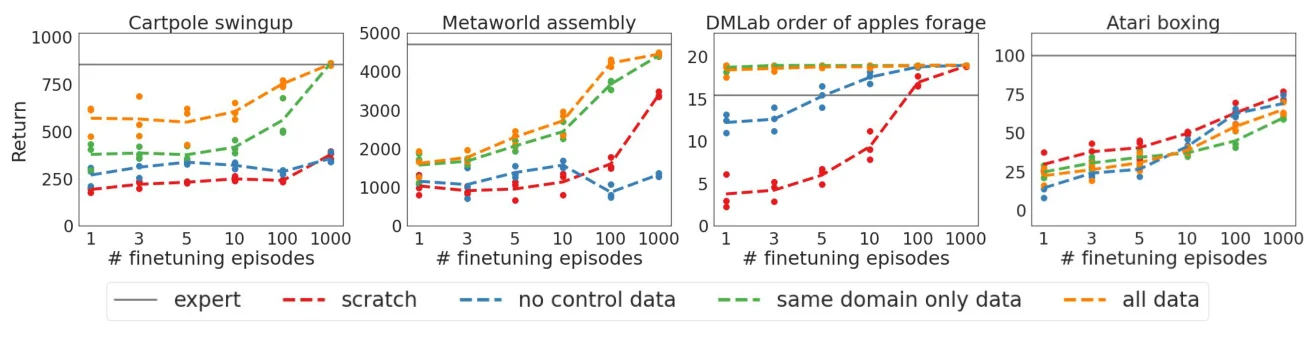 Cartpole swingup
Metaworld assembly
DMLab order of apples forage
Atari boxing
Return
1000
750
500
250
0
1 3 5 10 100 1000
# finetuning episodes
5000
4000
3000
2000
1000
0
1 3 5 10 100 1000
# finetuning episodes
20
15
10
5
0
1 3 5 10 100 1000
# finetuning episodes
100
75
50
25
0
1 3 5 10 100 1000
# finetuning episodes
expert scratch no control data same domain only data all data